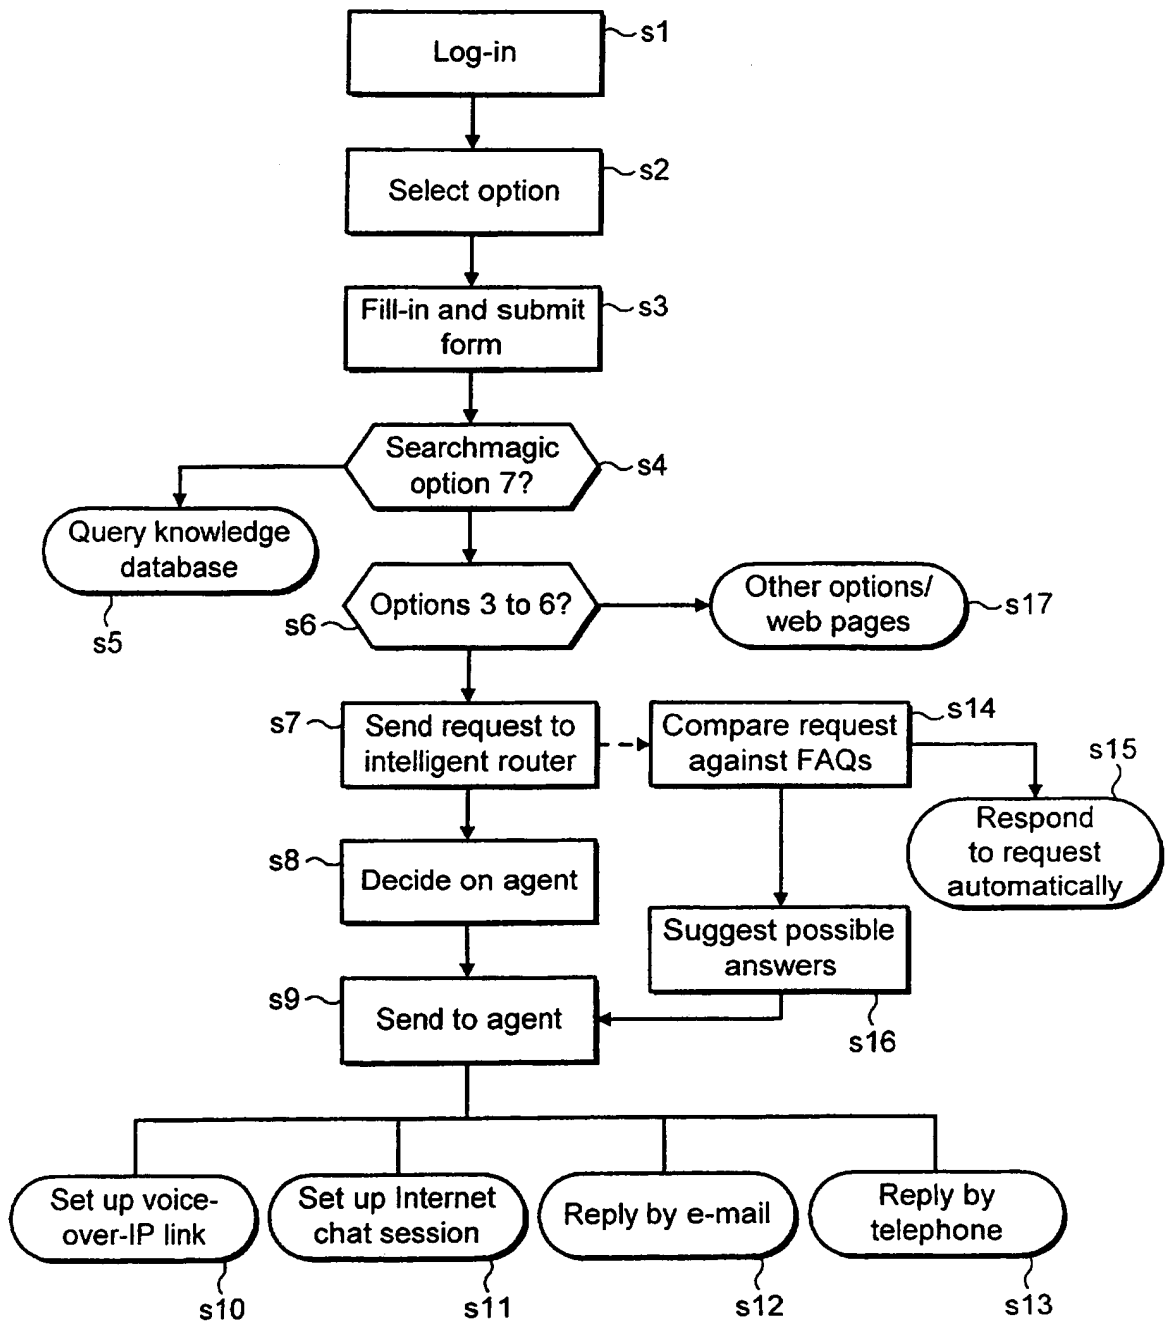 Log-in
s1
Select option
s2
Fill-in and submit
form
s3
Searchmagic
option 7?
s4
Query knowledge
database
s5
Options 3 to 6?
s6
Other options/
web pages
s17
s7
Send request to
intelligent router
Compare request
against FAQs
s14
s15
Respond
to request
automatically
s8
Decide on agent
Suggest possible
answers
s16
s9
Send to agent
Set up voice-
over-IP link
s10
Set up Internet
chat session
s11
Reply by e-mail
s12
Reply by
telephone
s13